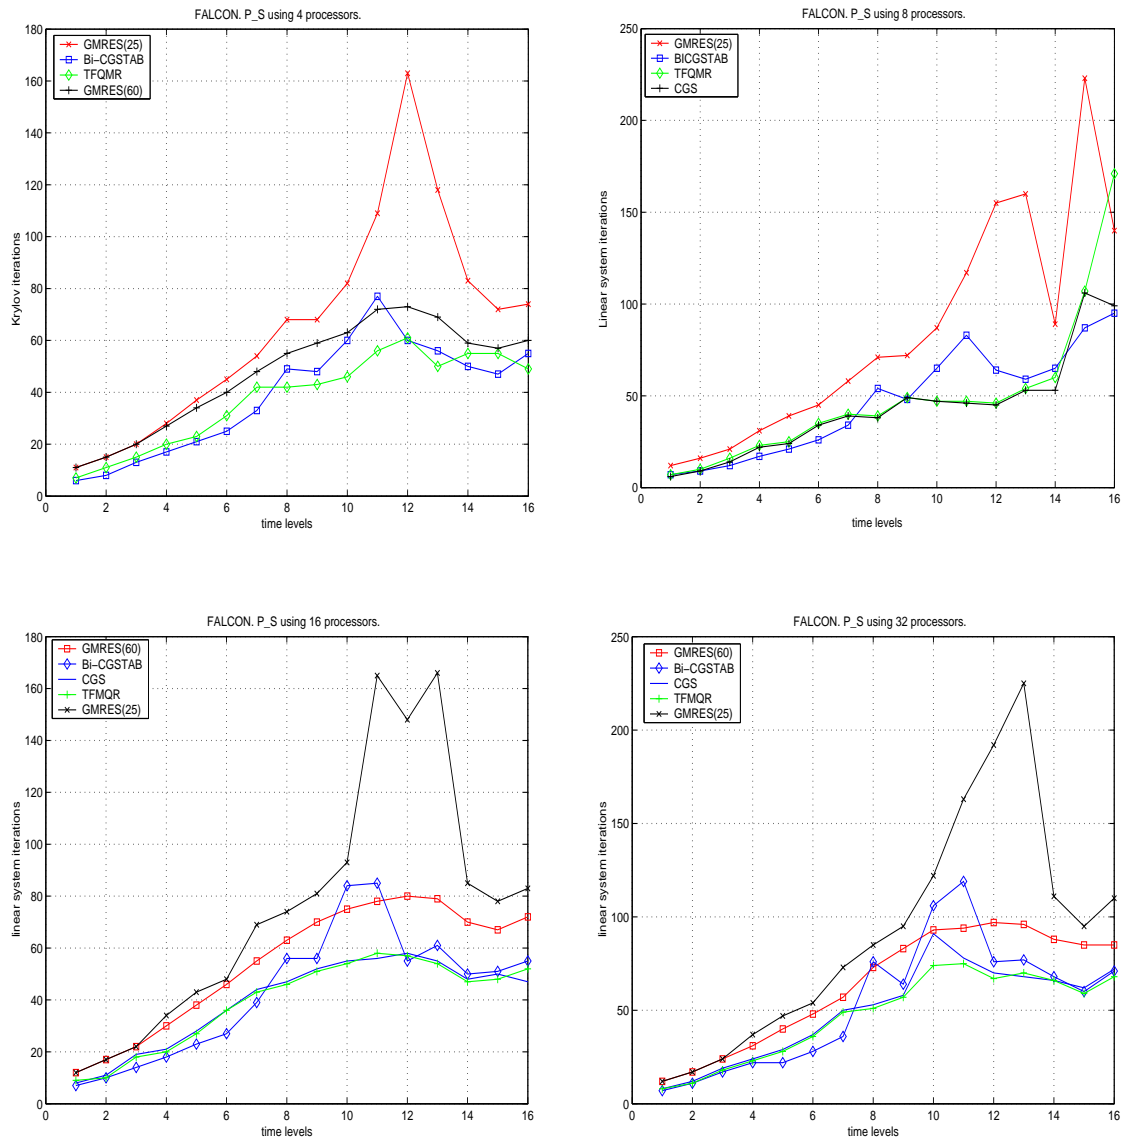 FALCON. P_S using 4 processors.
GMRES(25)
Bi-CGSTAB
TFQMR
GMRES(60)
Krylov iterations
180
160
140
120
100
80
60
40
20
0
0 2 4 6 8 10 12 14 16
time levels
FALCON. P_S using 8 processors.
GMRES(25)
BICGSTAB
TFQMR
CGS
Linear system iterations
250
200
150
100
50
0
0 2 4 6 8 10 12 14 16
time levels
FALCON. P_S using 16 processors.
GMRES(60)
Bi-CGSTAB
CGS
TFMQR
GMRES(25)
linear system iterations
180
160
140
120
100
80
60
40
20
0
0 2 4 6 8 10 12 14 16
time levels
FALCON. P_S using 32 processors.
GMRES(60)
Bi-CGSTAB
CGS
TFMQR
GMRES(25)
linear system iterations
250
200
150
100
50
0
0 2 4 6 8 10 12 14 16
time levels